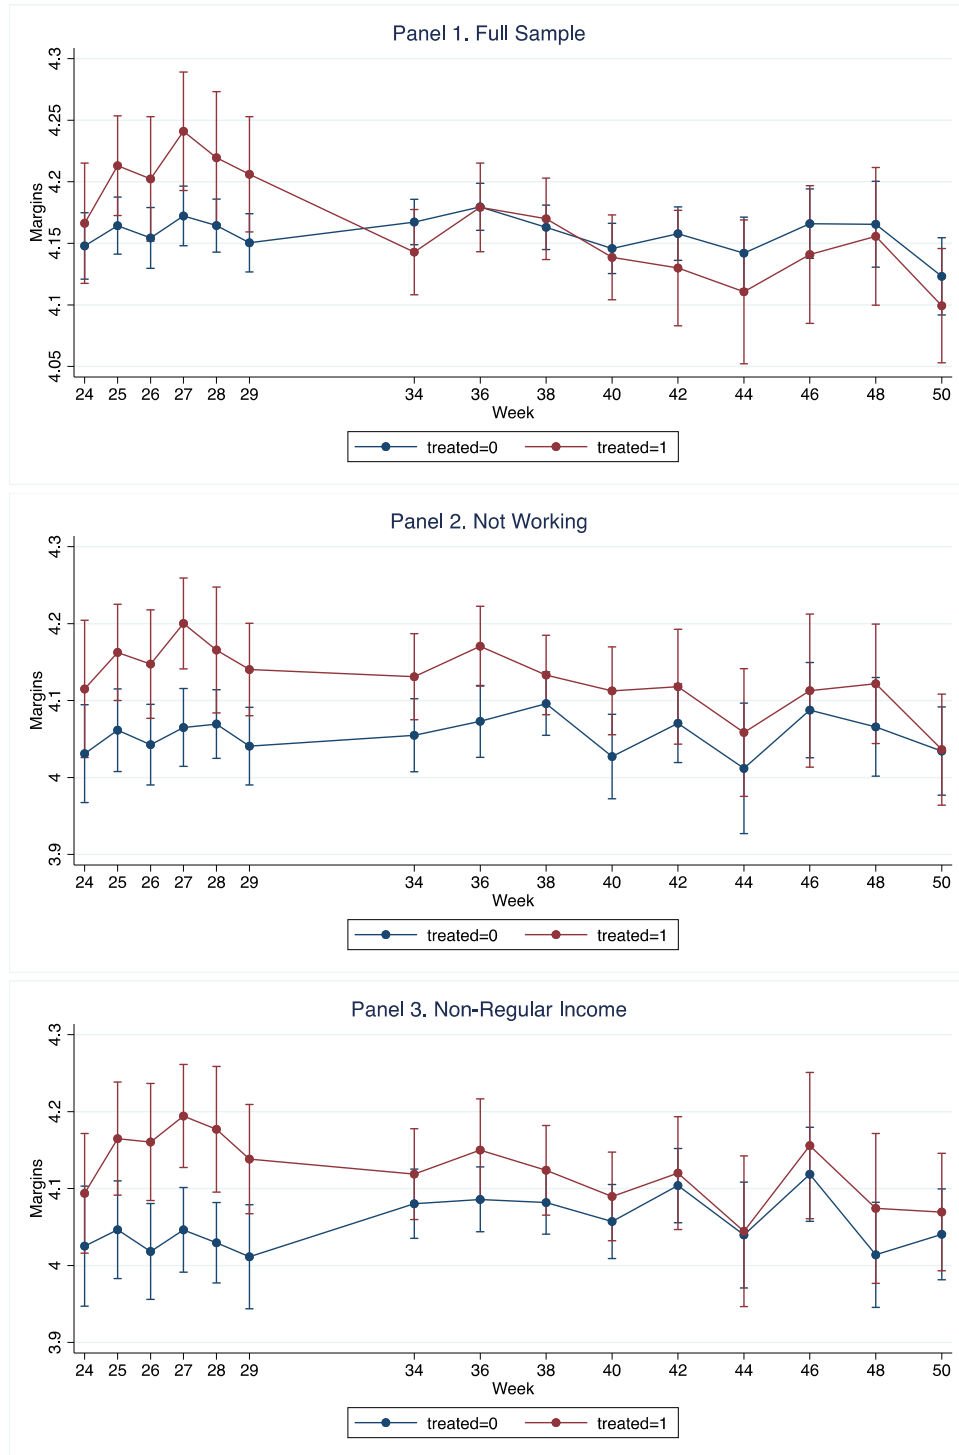 Panel 1. Full Sample
4.3
4.25
4.2
4.15
4.1
4.05
Margins
24 25 26 27 28 29 34 36 38 40 42 44 46 48 50
Week
treated=0 treated=1
Panel 2. Not Working
4.3
4.2
4.1
4
3.9
Margins
24 25 26 27 28 29 34 36 38 40 42 44 46 48 50
Week
treated=0 treated=1
Panel 3. Non-Regular Income
4.3
4.2
4.1
4
3.9
Margins
24 25 26 27 28 29 34 36 38 40 42 44 46 48 50
Week
treated=0 treated=1